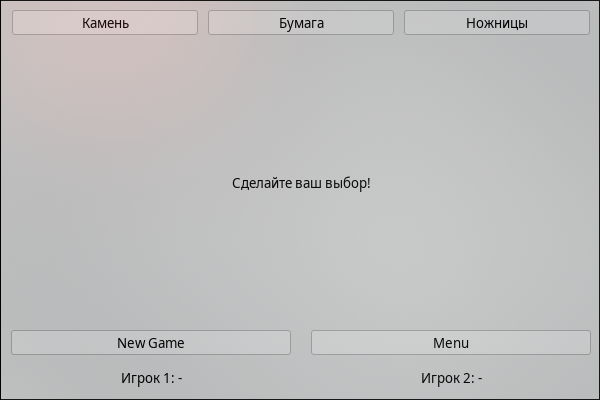 Камень
Бумага
Ножницы
Сделайте ваш выбор!
New Game
Menu
Игрок 1: -
Игрок 2: -